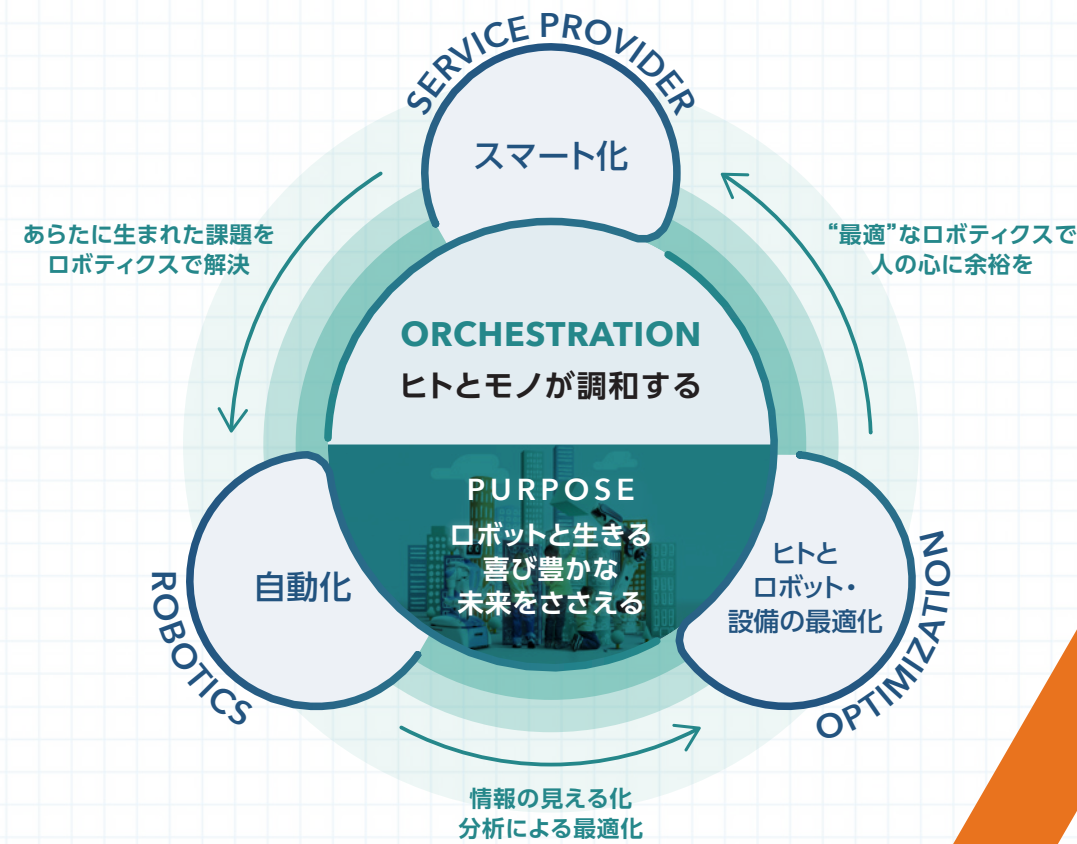 SERVICE PROVIDER
スマート化
あらたに生まれた課題を
ロボティクスで解決
“最適”なロボティクスで
人の心に余裕を
ORCHESTRATION
ヒトとモノが調和する
PURPOSE
ロボットと生きる
喜び豊かな
未来をささえる
自動化
ROBOTICS
ヒトと
ロボット・
設備の最適化
OPTIMIZATION
情報の見える化
分析による最適化